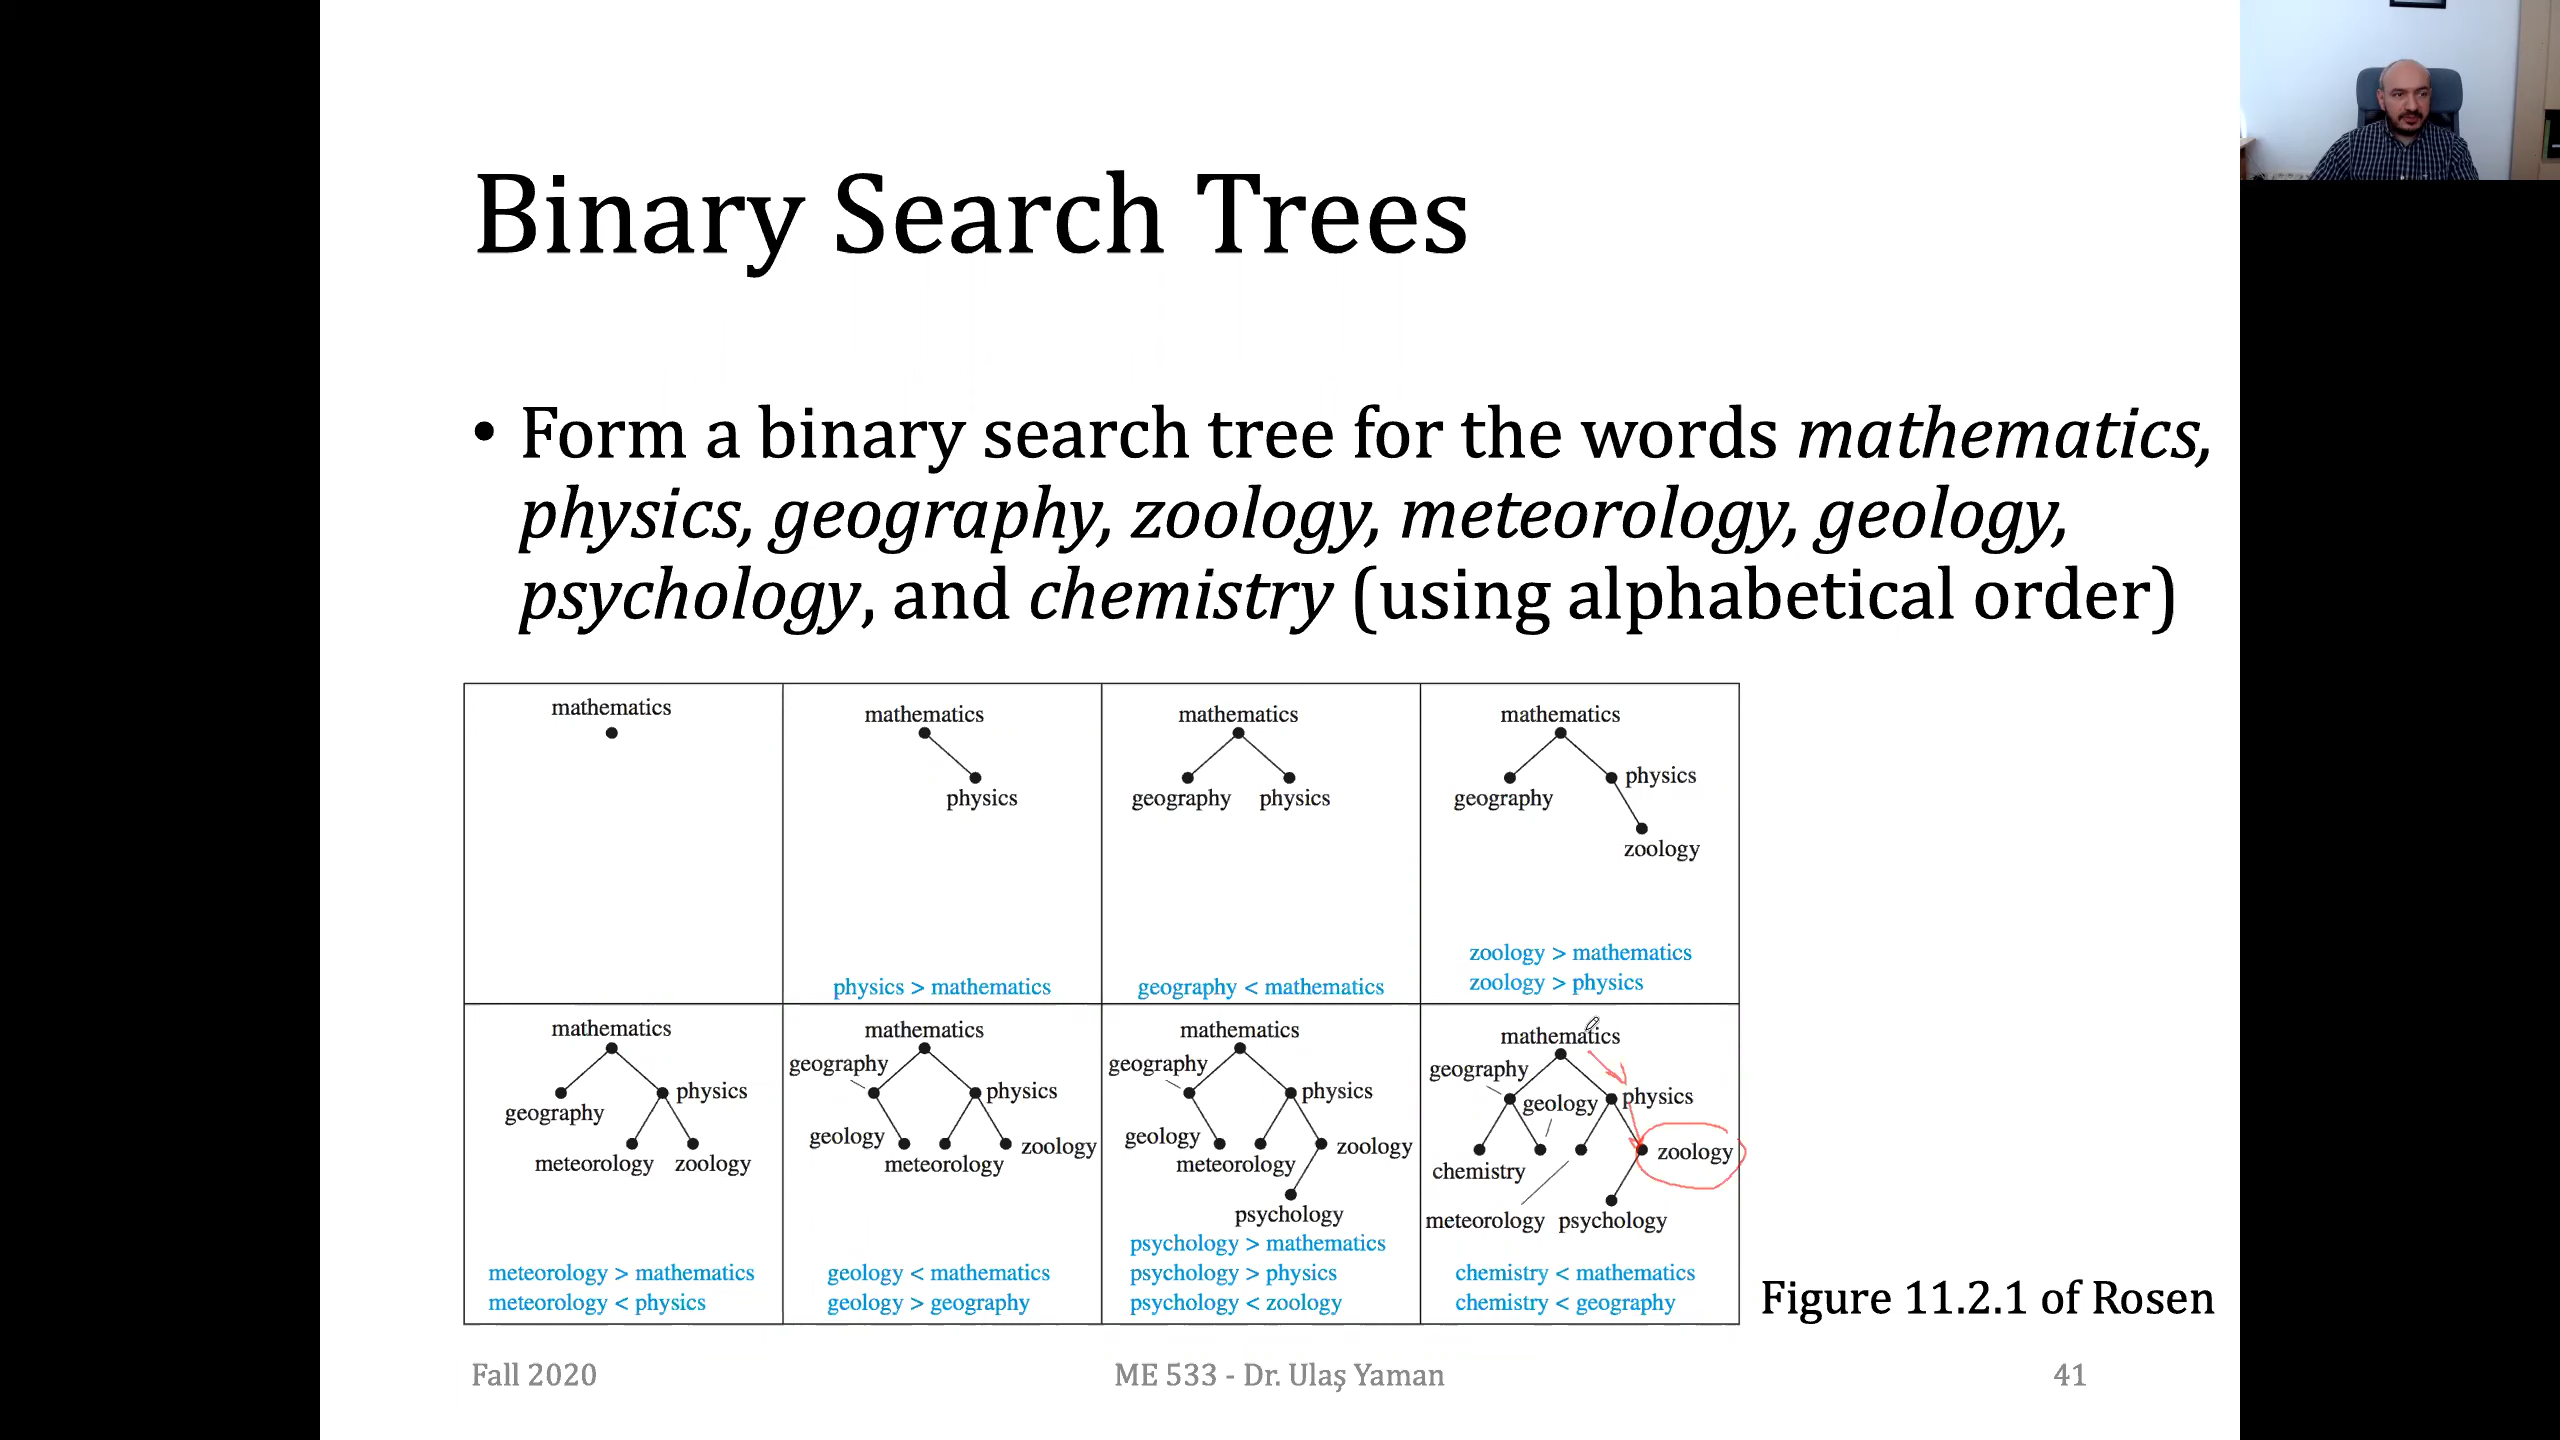 Binary Search Trees
• Form a binary search tree for the words mathematics,
physics, geography, zoology, meteorology, geology,
psychology, and chemistry (using alphabetical order)
mathematics
mathematics
physics
physics > mathematics
mathematics
geography physics
geography < mathematics
mathematics
physics
geography
zoology
zoology > mathematics
zoology > physics
mathematics
physics
geography
meteorology zoology
meteorology > mathematics
meteorology < physics
mathematics
geography
physics
geology
zoology
meteorology
geology < mathematics
geology > geography
mathematics
geography
physics
geology
zoology
meteorology
psychology
psychology > mathematics
psychology > physics
psychology < zoology
mathematics
geography
physics
geology
zoology
chemistry
meteorology psychology
chemistry < mathematics
chemistry < geography
Figure 11.2.1 of Rosen
Fall 2020
ME 533 - Dr. Ulaş Yaman
41